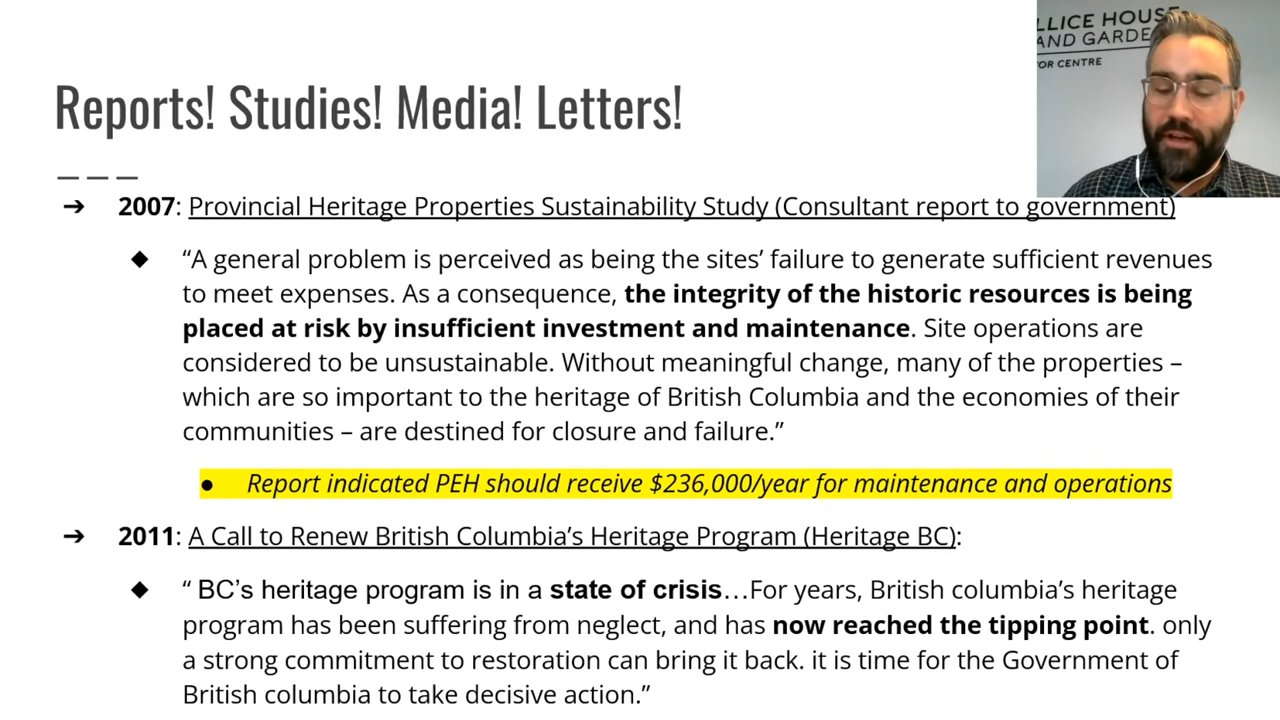 LLICE HOUSE
AND GARDE
OR CENTRE
Reports! Studies! Media! Letters!
➔ 2007: Provincial Heritage Properties Sustainability Study (Consultant report to government)
◆ “A general problem is perceived as being the sites’ failure to generate sufficient revenues
to meet expenses. As a consequence, the integrity of the historic resources is being
placed at risk by insufficient investment and maintenance. Site operations are
considered to be unsustainable. Without meaningful change, many of the properties –
which are so important to the heritage of British Columbia and the economies of their
communities – are destined for closure and failure.”
● Report indicated PEH should receive $236,000/year for maintenance and operations
➔ 2011: A Call to Renew British Columbia’s Heritage Program (Heritage BC):
◆ “ BC’s heritage program is in a state of crisis…For years, British columbia’s heritage
program has been suffering from neglect, and has now reached the tipping point. only
a strong commitment to restoration can bring it back. it is time for the Government of
British columbia to take decisive action.”